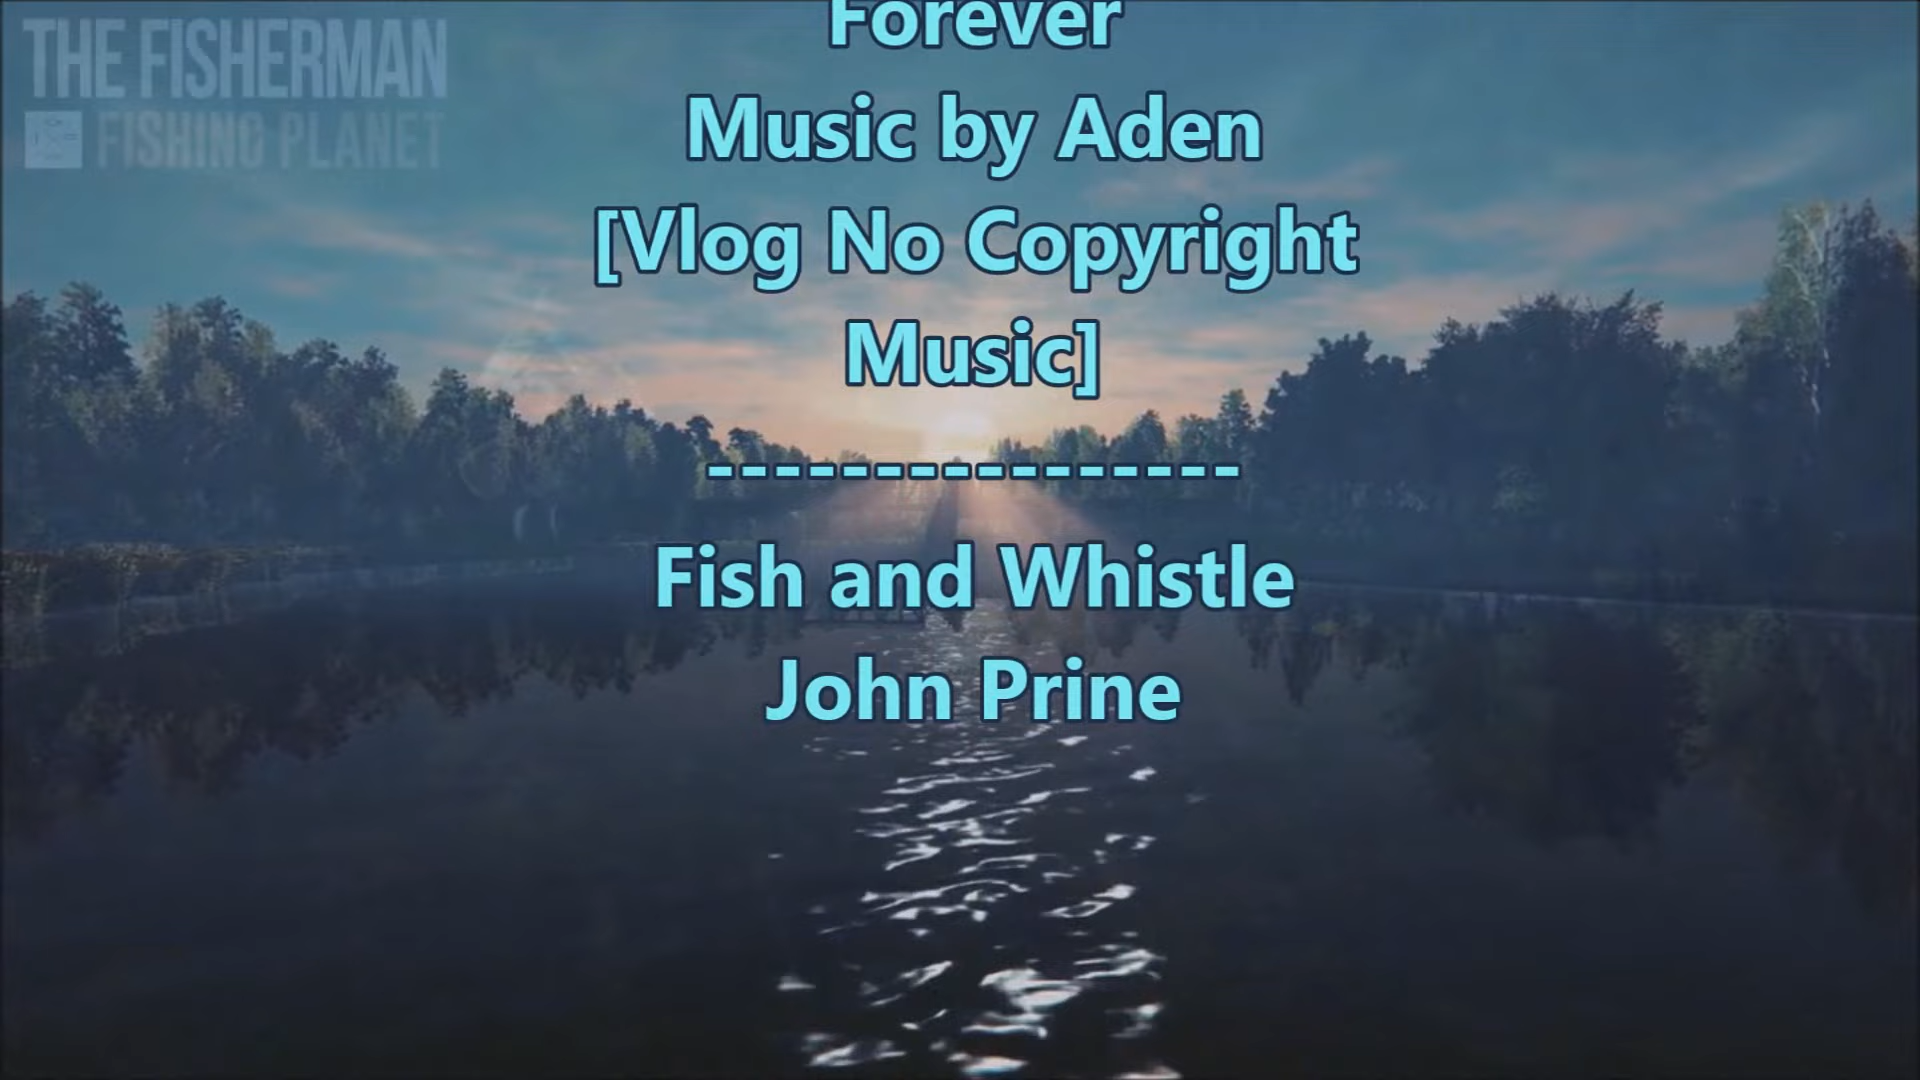 THE FISHERMAN
FISHING PLANET
Forever
Music by Aden
[Vlog No Copyright
Music]
----------------
Fish and Whistle
John Prine